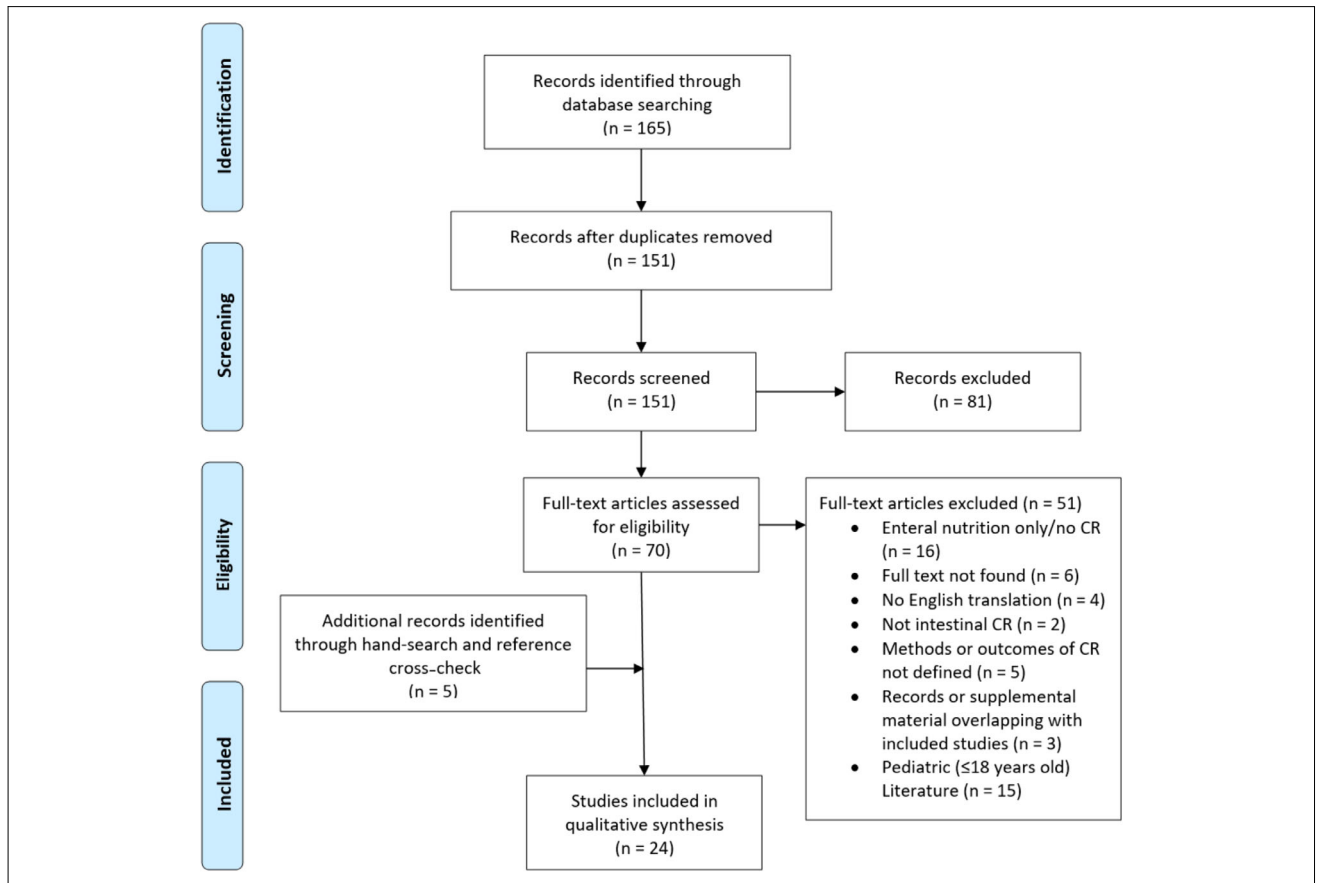 Identification
Records identified through
database searching
(n = 165)
Records after duplicates removed
(n = 151)
Screening
Records screened
(n = 151)
Records excluded
(n = 81)
Eligibility
Full-text articles assessed
for eligibility
(n = 70)
Full-text articles excluded (n = 51)
• Enteral nutrition only/no CR
(n = 16)
• Full text not found (n = 6)
• No English translation (n = 4)
• Not intestinal CR (n = 2)
• Methods or outcomes of CR
not defined (n = 5)
• Records or supplemental
material overlapping with
included studies (n = 3)
• Pediatric (≤18 years old)
Literature (n = 15)
Additional records identified
through hand-search and reference
cross-check
(n = 5)
Included
Studies included in
qualitative synthesis
(n = 24)